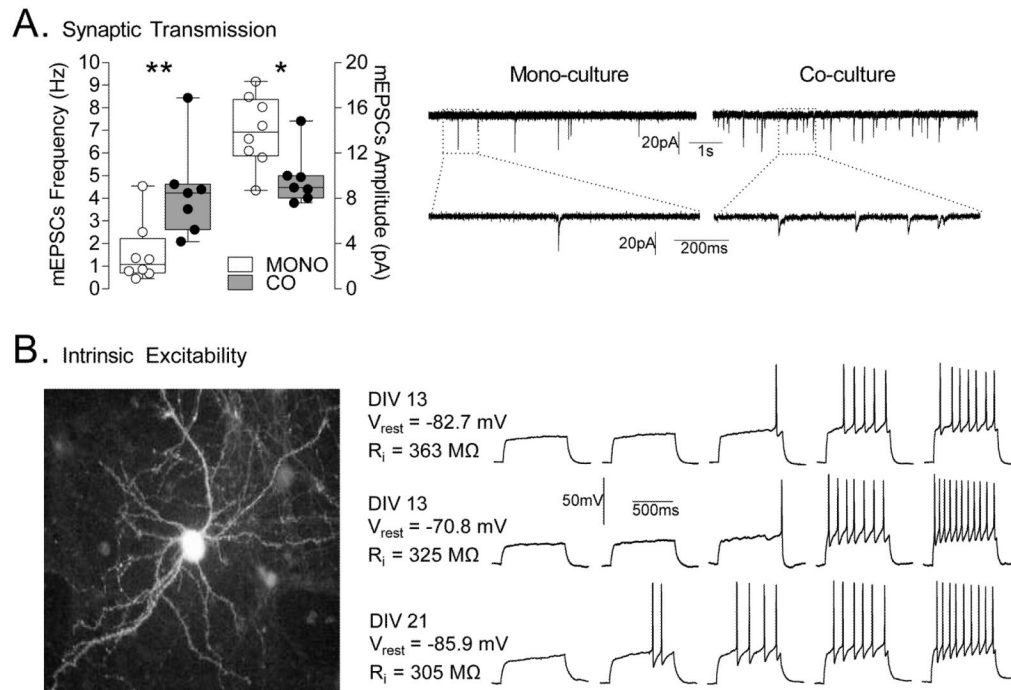 A. Synaptic Transmission
mEPSCs Frequency (Hz)
10
9
8
7
6
5
4
3
2
1
0
**
*
MONO
CO
20
16
12
8
4
0
mEPSCs Amplitude (pA)
Mono-culture
Co-culture
20pA
1s
20pA
200ms
B. Intrinsic Excitability
DIV 13
Vrest = -82.7 mV
Ri = 363 MΩ
50mV
500ms
DIV 13
Vrest = -70.8 mV
Ri = 325 MΩ
DIV 21
Vrest = -85.9 mV
Ri = 305 MΩ